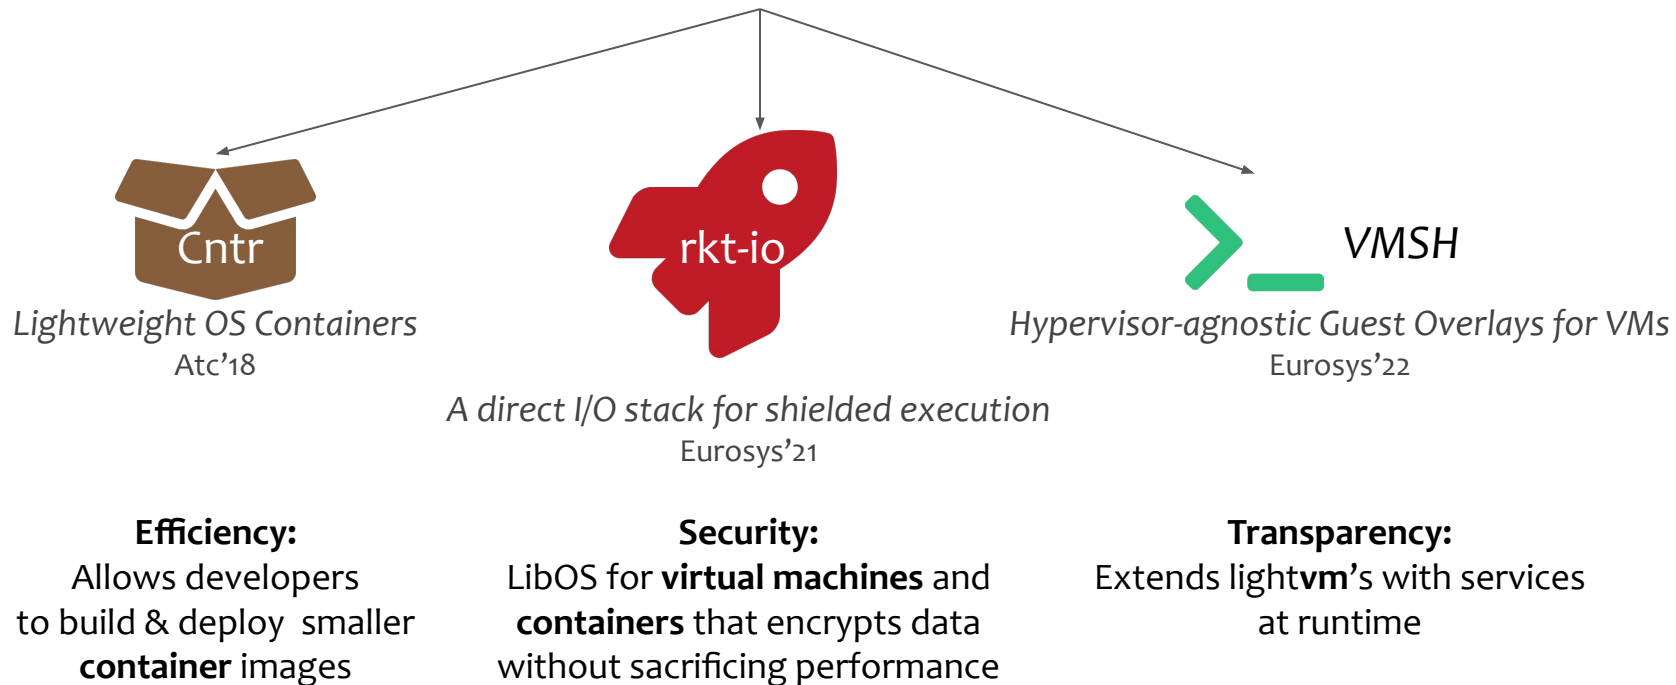 Cntr
Lightweight OS Containers
Atc’18
rkt-io
A direct I/O stack for shielded execution
Eurosys’21
VMSH
Hypervisor-agnostic Guest Overlays for VMs
Eurosys’22
Efficiency:
Allows developers
to build & deploy smaller
container images
Security:
LibOS for virtual machines and
containers that encrypts data
without sacrificing performance
Transparency:
Extends lightvm’s with services
at runtime